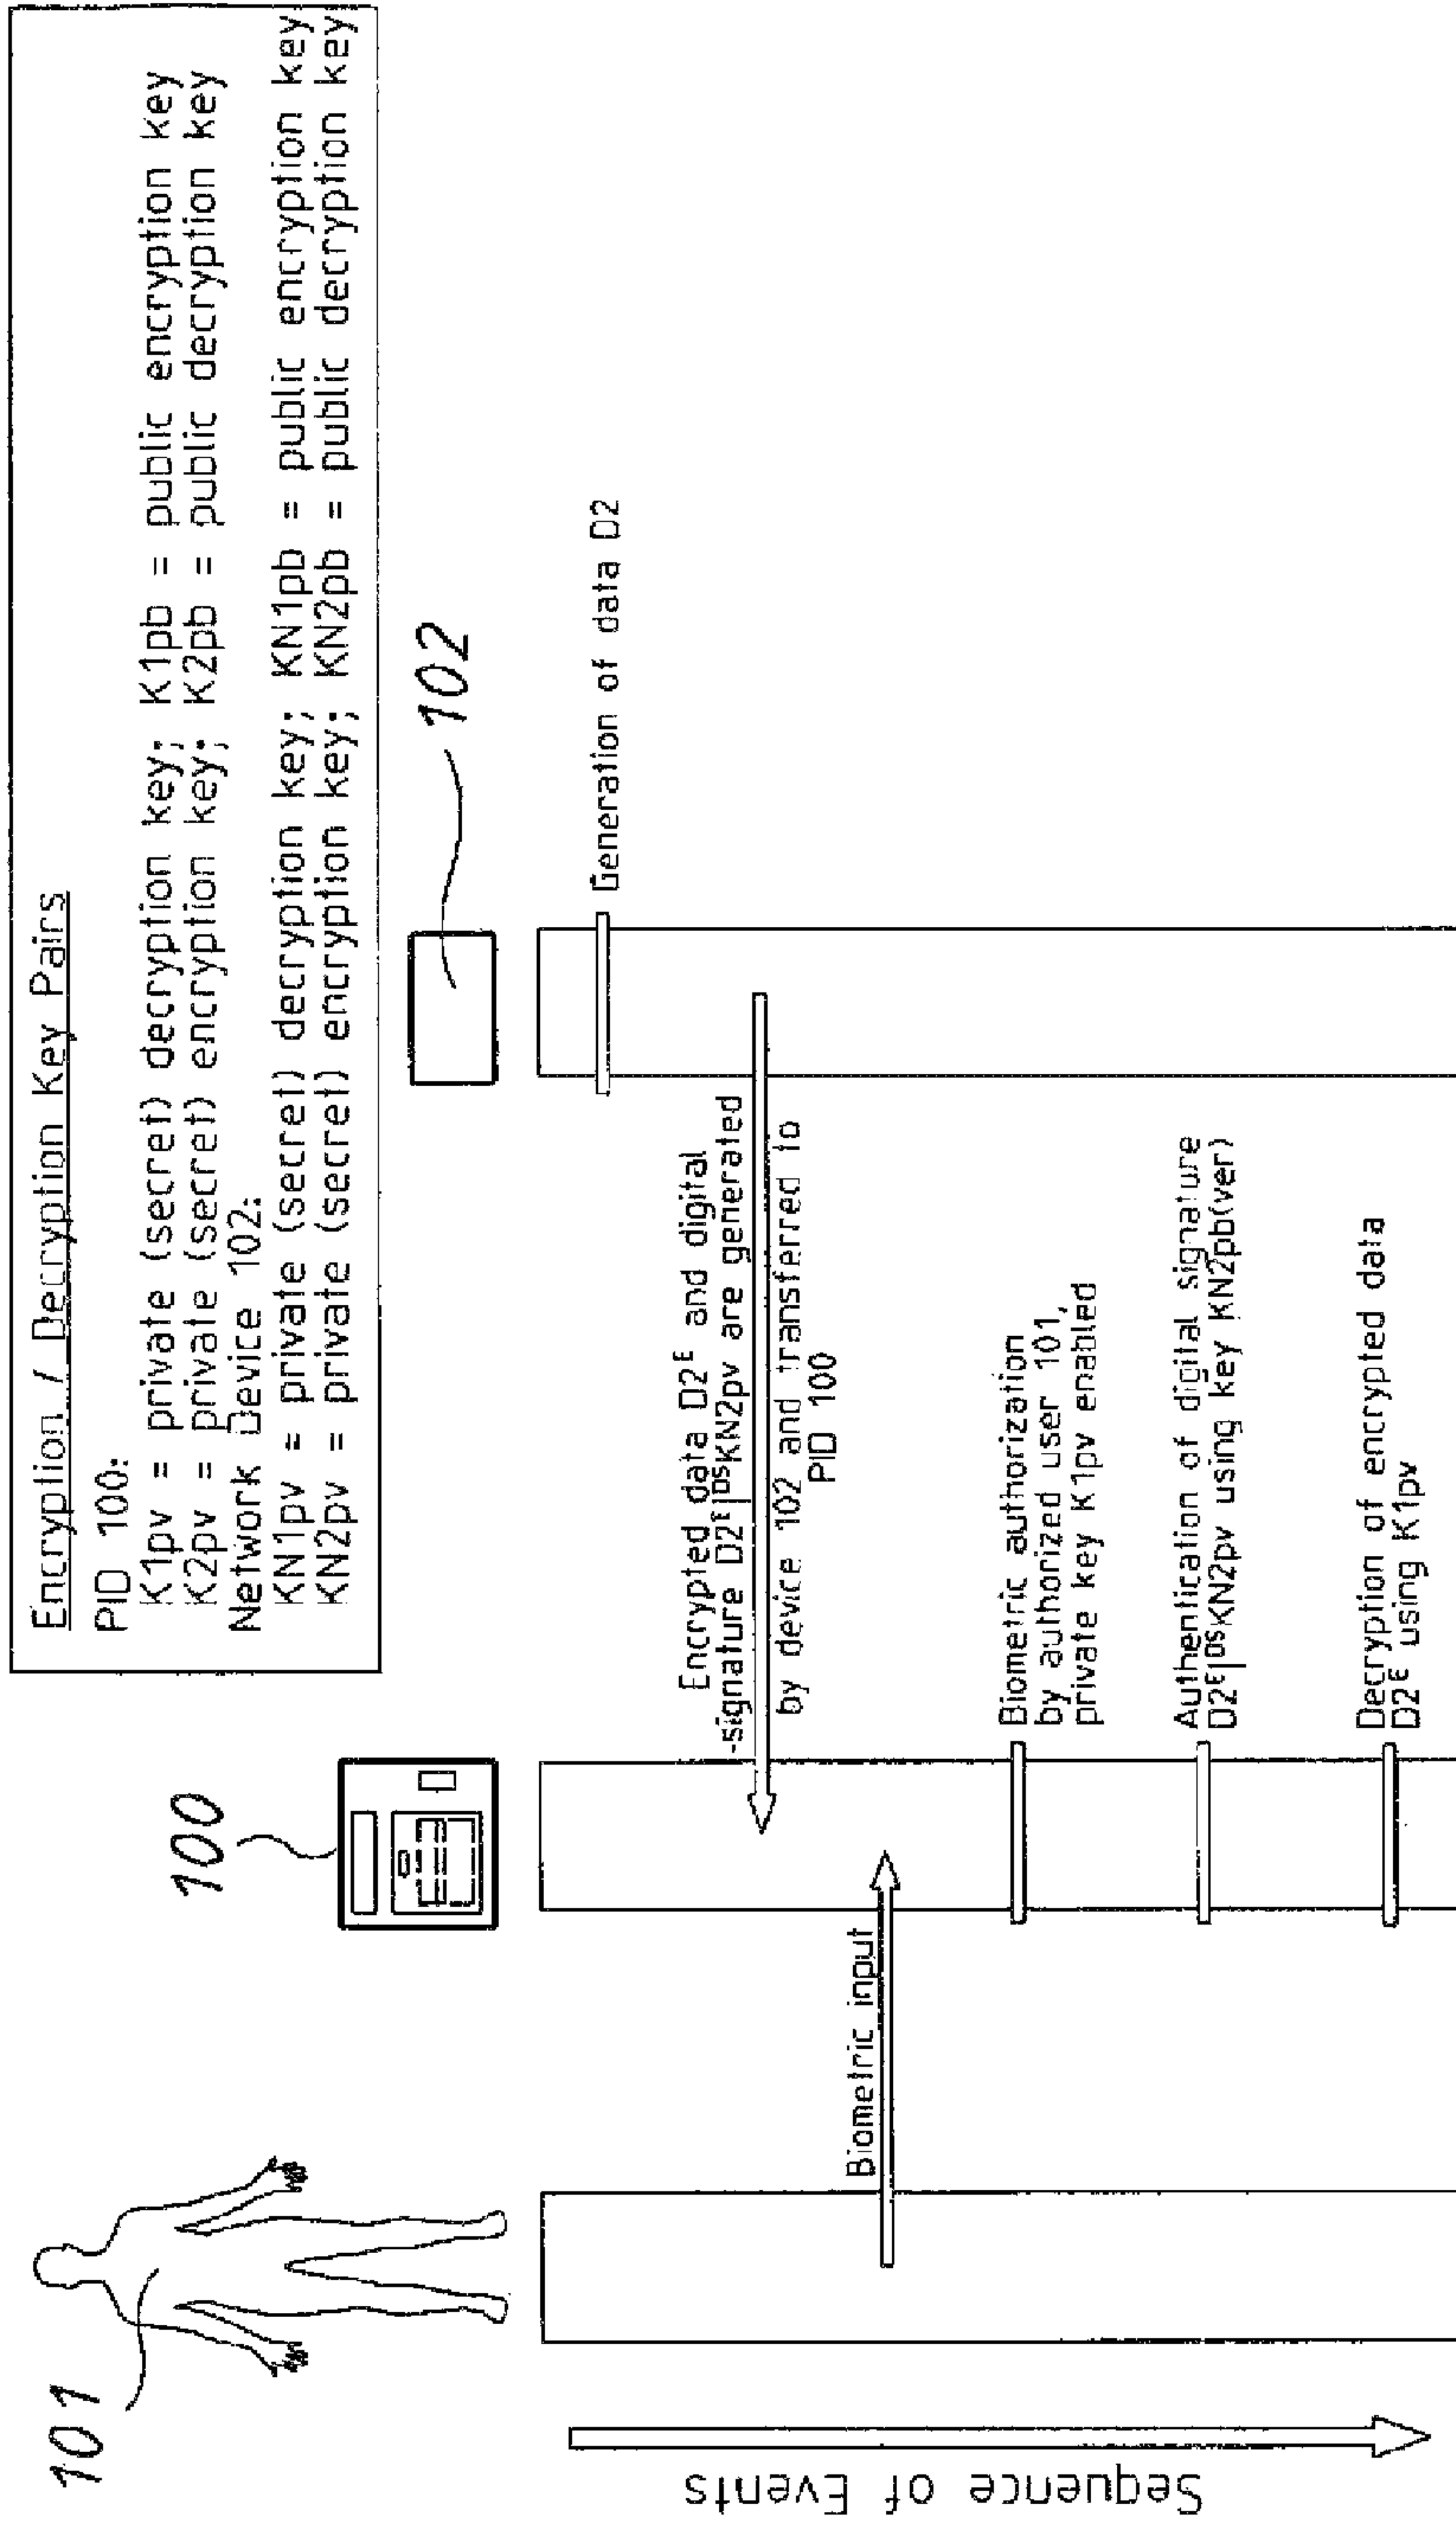 Encryption / Decryption Key Pairs
PID 100:
K1pv = private (secret) decryption key; K1pb = public encryption key
K2pv = private (secret) encryption key; K2pb = public decryption key
Network Device 102:
KN1pv = private (secret) decryption key; KN1pb = public encryption key
KN2pv = private (secret) encryption key; KN2pb = public decryption key
101
100
102
Sequence of Events
Generation of data D2
Encrypted data D2ᴱ and digital
-signature D2ᴱ|ᴰˢKN2pv are generated
by device 102 and transferred to
PID 100
Biometric input
Biometric authorization
by authorized user 101,
private key K1pv enabled
Authentication of digital signature
D2ᴱ|ᴰˢKN2pv using key KN2pb(ver)
Decryption of encrypted data
D2ᴱ using K1pv